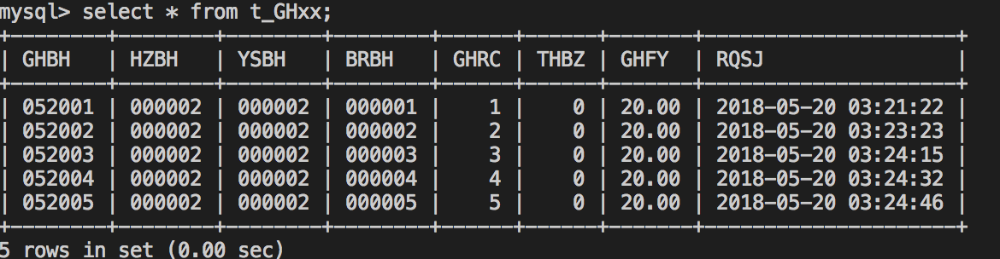 mysql> select * from t_GHxx;
+--------+--------+--------+--------+------+------+-------+---------------------+
| GHBH | HZBH | YSBH | BRBH | GHRC | THBZ | GHFY | RQSJ |
+--------+--------+--------+--------+------+------+-------+---------------------+
| 052001 | 000002 | 000002 | 000001 | 1 | 0 | 20.00 | 2018-05-20 03:21:22 |
| 052002 | 000002 | 000002 | 000002 | 2 | 0 | 20.00 | 2018-05-20 03:23:23 |
| 052003 | 000002 | 000002 | 000003 | 3 | 0 | 20.00 | 2018-05-20 03:24:15 |
| 052004 | 000002 | 000002 | 000004 | 4 | 0 | 20.00 | 2018-05-20 03:24:32 |
| 052005 | 000002 | 000002 | 000005 | 5 | 0 | 20.00 | 2018-05-20 03:24:46 |
+--------+--------+--------+--------+------+------+-------+---------------------+
5 rows in set (0.00 sec)